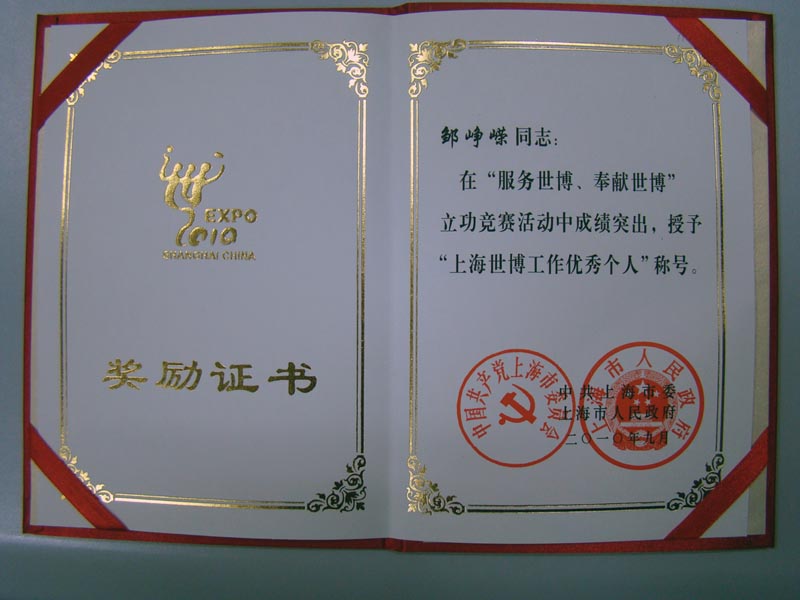 EXPO
2010
SHANGHAI CHINA
奖励证书
邹峥嵘同志：
在“服务世博、奉献世博”
立功竞赛活动中成绩突出，授予
“上海世博工作优秀个人”称号。
中国共产党上海市委员会
上海市人民政府
中共上海市委
上海市人民政府
二〇一〇年九月